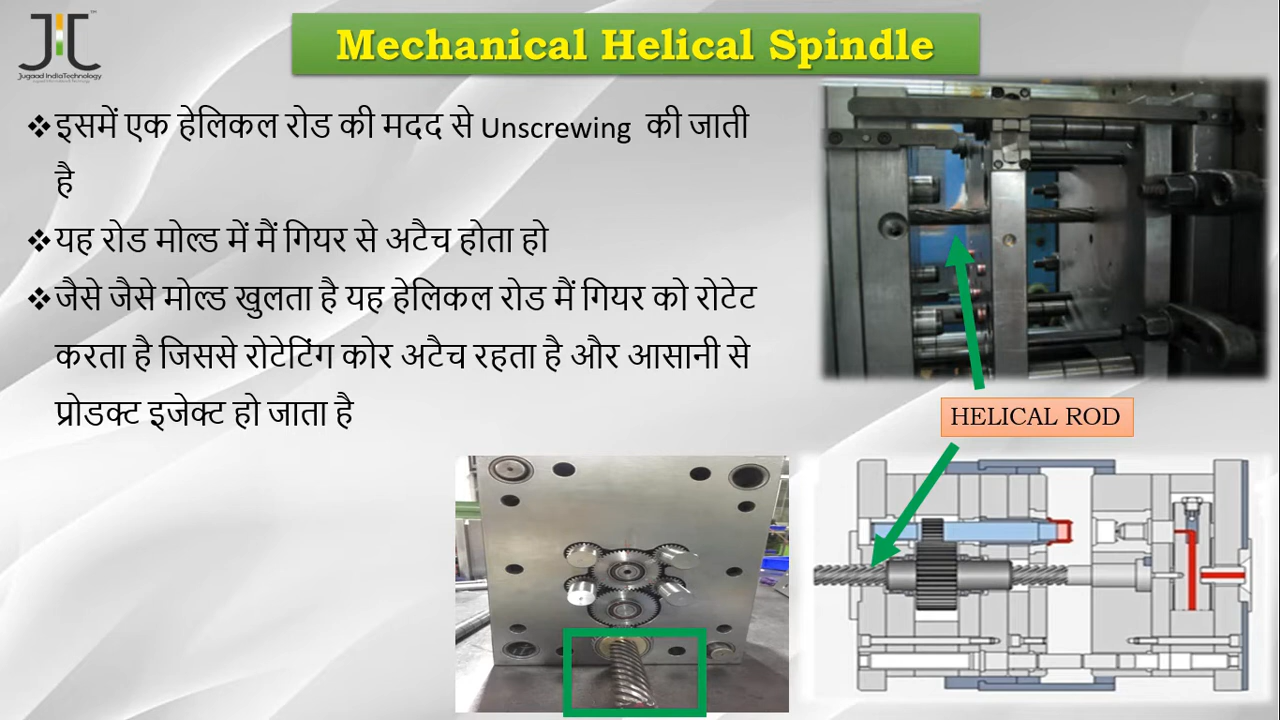 JIT
Jugaad IndiaTechnology
Mechanical Helical Spindle
❖इसमें एक हेलिकल रोड की मदद से Unscrewing की जाती
है
❖यह रोड मोल्ड में मैं गियर से अटैच होता हो
❖जैसे जैसे मोल्ड खुलता है यह हेलिकल रोड मैं गियर को रोटेट
करता है जिससे रोटेटिंग कोर अटैच रहता है और आसानी से
प्रोडक्ट इजेक्ट हो जाता है
HELICAL ROD